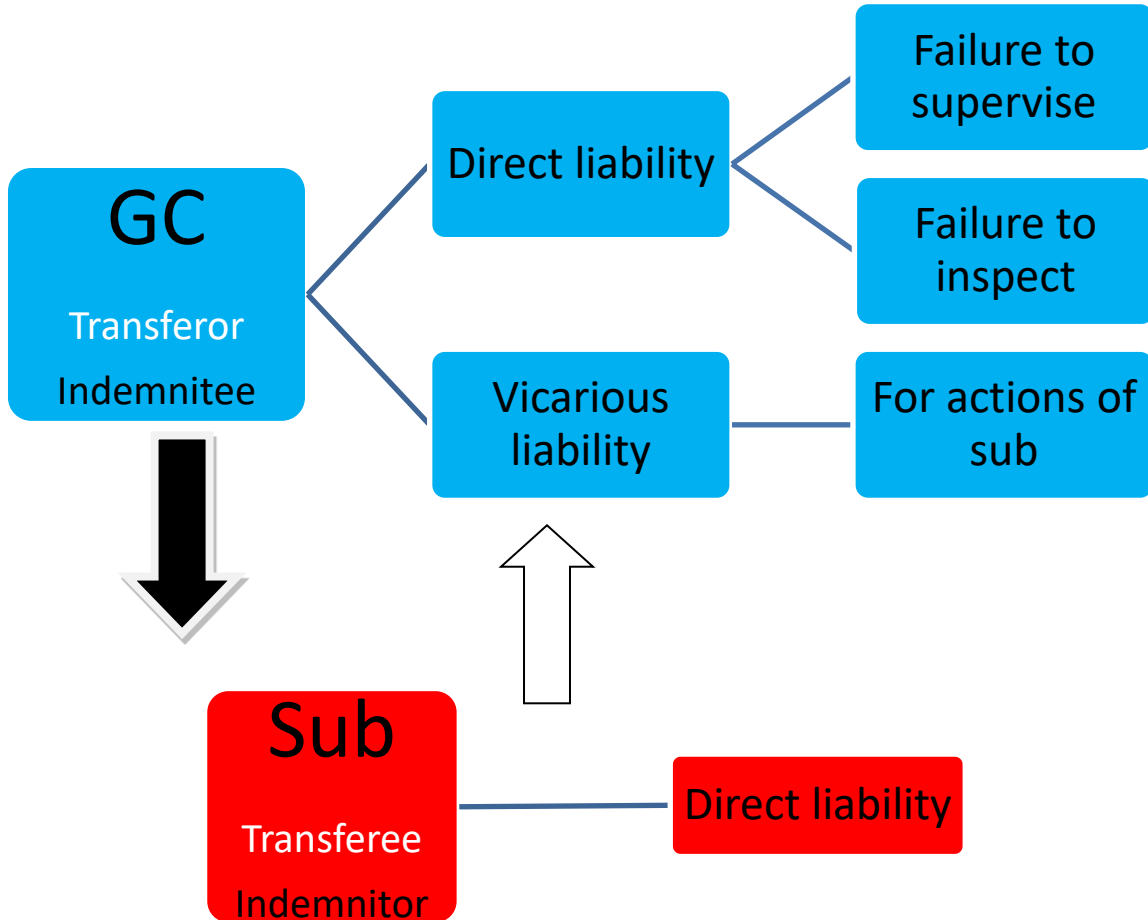 GC
Transferor
Indemnitee
Direct liability
Failure to
supervise
Failure to
inspect
Vicarious
liability
For actions of
sub
Sub
Transferee
Indemnitor
Direct liability